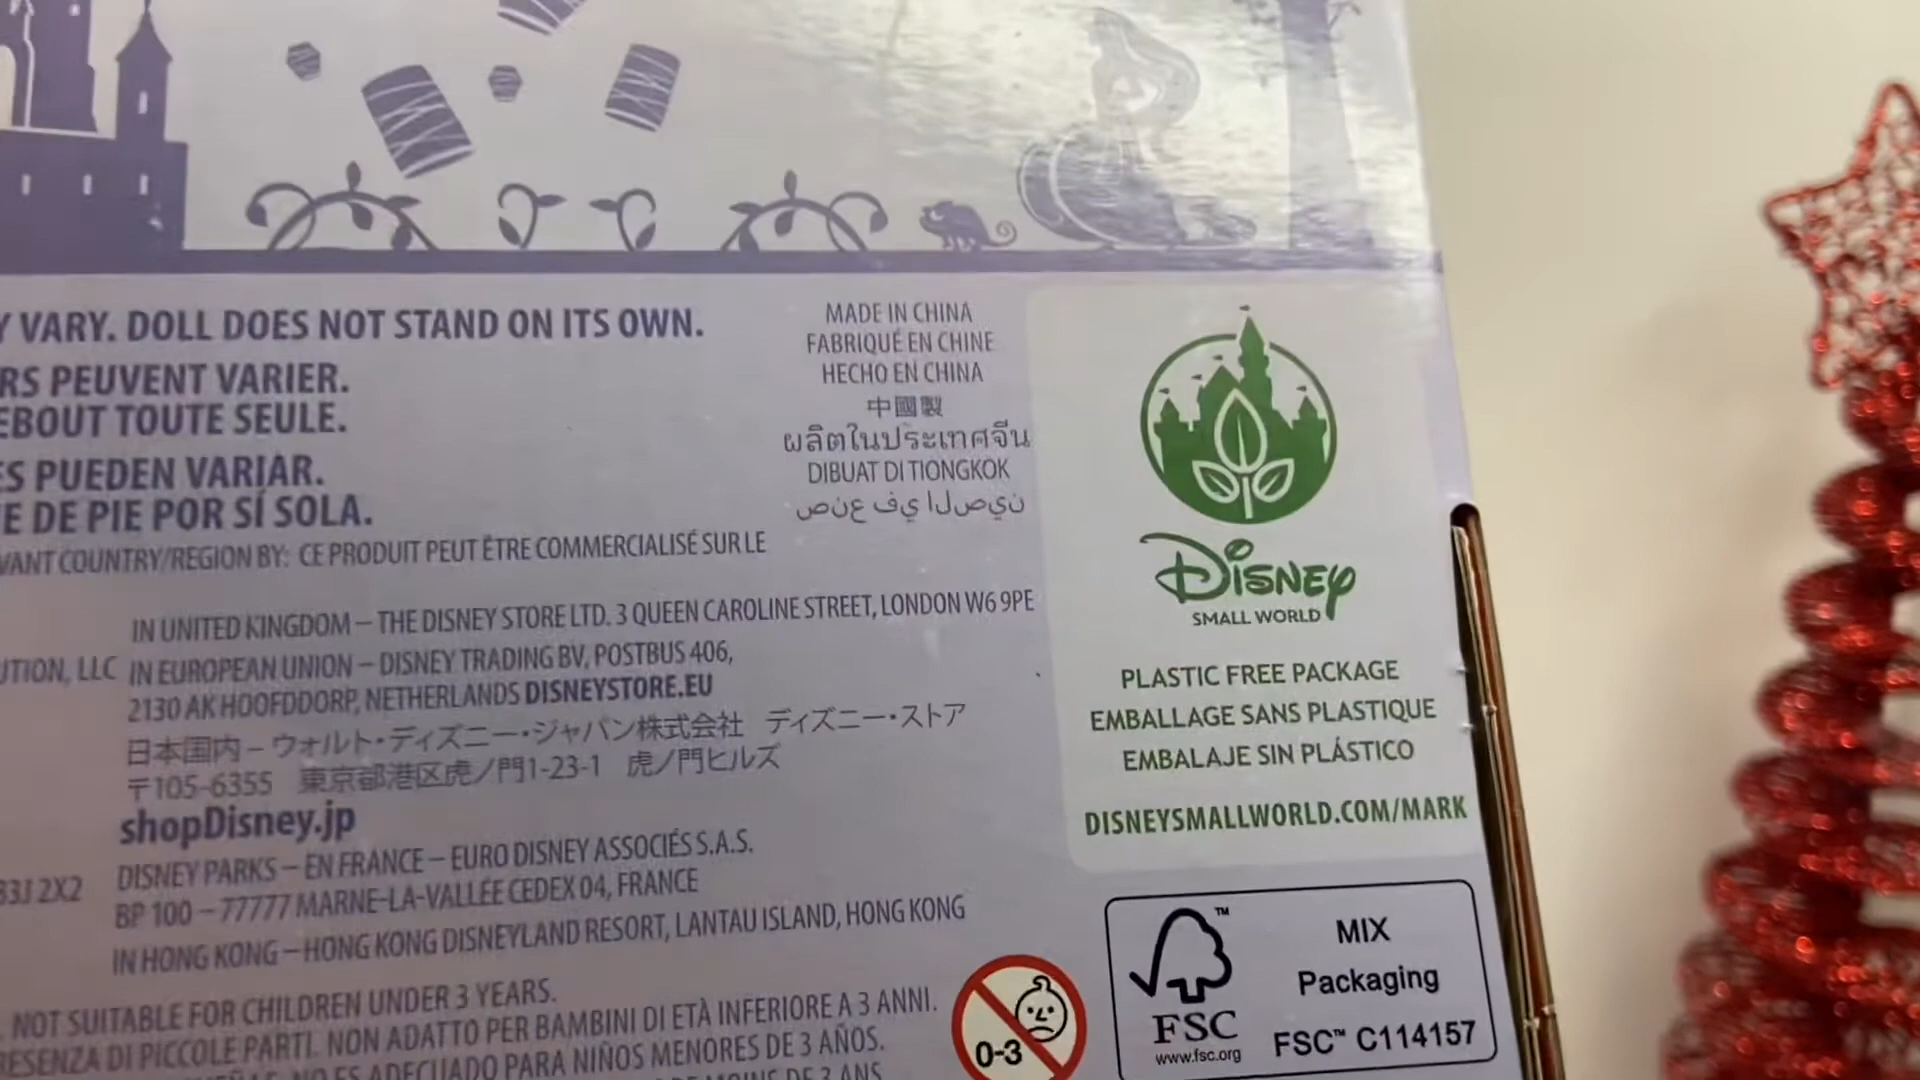 Y VARY. DOLL DOES NOT STAND ON ITS OWN.
RS PEUVENT VARIER.
EBOUT TOUTE SEULE.
ES PUEDEN VARIAR.
E DE PIE POR SÍ SOLA.
VANT COUNTRY/REGION BY: CE PRODUIT PEUT ÊTRE COMMERCIALISÉ SUR LE
MADE IN CHINA
FABRIQUÉ EN CHINE
HECHO EN CHINA
中國製
ผลิตในประเทศจีน
DIBUAT DI TIONGKOK
ن ي ص ل ا ي ف ع ن ص
IN UNITED KINGDOM – THE DISNEY STORE LTD. 3 QUEEN CAROLINE STREET, LONDON W6 9PE
UTION, LLC IN EUROPEAN UNION – DISNEY TRADING BV, POSTBUS 406,
2130 AK HOOFDDORP, NETHERLANDS DISNEYSTORE.EU
日本国内 – ウォルト・ディズニー・ジャパン株式会社 ディズニー・ストア
〒105-6355 東京都港区虎ノ門1-23-1 虎ノ門ヒルズ
shopDisney.jp
DISNEY PARKS – EN FRANCE – EURO DISNEY ASSOCIÉS S.A.S.
B3J 2X2 BP 100 – 77777 MARNE-LA-VALLÉE CEDEX 04, FRANCE
IN HONG KONG – HONG KONG DISNEYLAND RESORT, LANTAU ISLAND, HONG KONG
NOT SUITABLE FOR CHILDREN UNDER 3 YEARS.
RESENZA DI PICCOLE PARTI. NON ADATTO PER BAMBINI DI ETÀ INFERIORE A 3 ANNI.
NO ES ADECUADO PARA NIÑOS MENORES DE 3 AÑOS.
DE 3 ANS
Disney
SMALL WORLD
PLASTIC FREE PACKAGE
EMBALLAGE SANS PLASTIQUE
EMBALAJE SIN PLÁSTICO
DISNEYSMALLWORLD.COM/MARK
0-3
TM
FSC
www.fsc.org
MIX
Packaging
FSC™ C114157